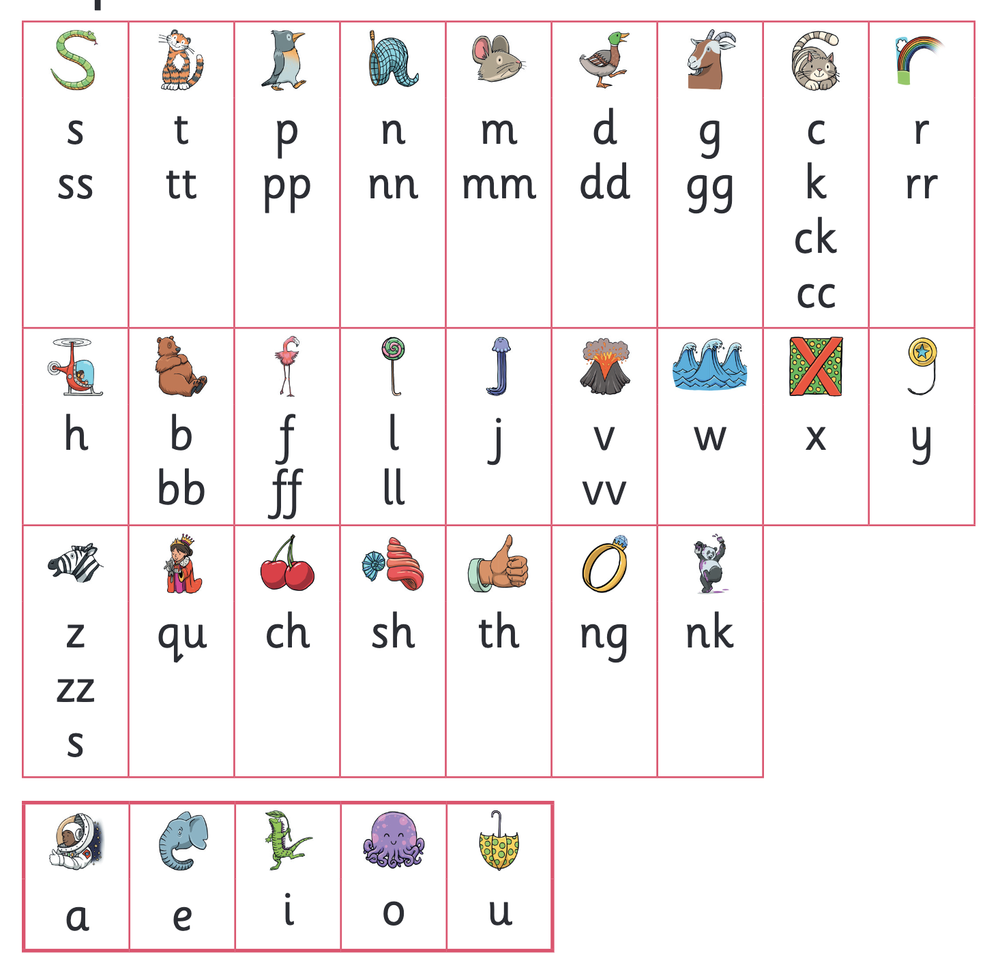 s t p n m d g c r
ss tt pp nn mm dd gg k rr
ck
cc
h b f l j v w x y
bb ff ll vv
z qu ch sh th ng nk
zz
s
a e i o u